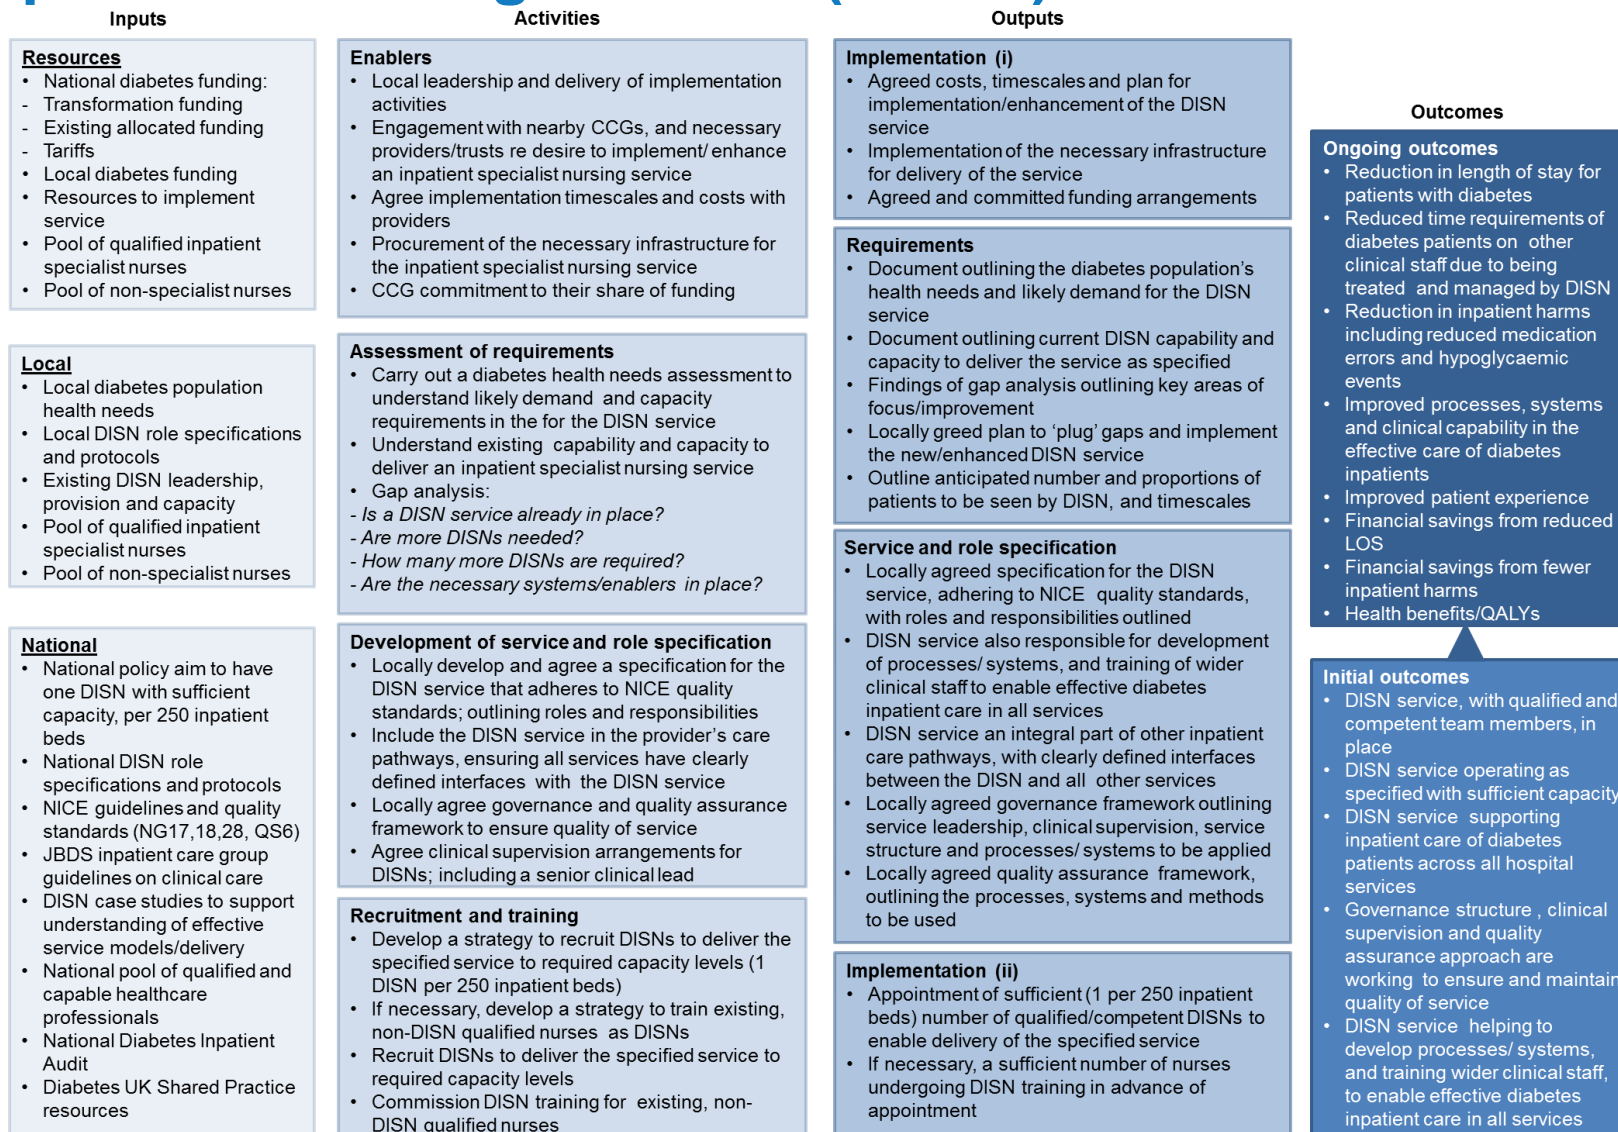 Inputs
Resources
• National diabetes funding:
- Transformation funding
- Existing allocated funding
- Tariffs
• Local diabetes funding
• Resources to implement
service
• Pool of qualified inpatient
specialist nurses
• Pool of non-specialist nurses
Local
• Local diabetes population
health needs
• Local DISN role specifications
and protocols
• Existing DISN leadership,
provision and capacity
• Pool of qualified inpatient
specialist nurses
• Pool of non-specialist nurses
National
• National policy aim to have
one DISN with sufficient
capacity, per 250 inpatient
beds
• National DISN role
specifications and protocols
• NICE guidelines and quality
standards (NG17,18,28, QS6)
• JBDS inpatient care group
guidelines on clinical care
• DISN case studies to support
understanding of effective
service models/delivery
• National pool of qualified and
capable healthcare
professionals
• National Diabetes Inpatient
Audit
• Diabetes UK Shared Practice
resources
Activities
Enablers
• Local leadership and delivery of implementation
activities
• Engagement with nearby CCGs, and necessary
providers/trusts re desire to implement/ enhance
an inpatient specialist nursing service
• Agree implementation timescales and costs with
providers
• Procurement of the necessary infrastructure for
the inpatient specialist nursing service
• CCG commitment to their share of funding
Assessment of requirements
• Carry out a diabetes health needs assessment to
understand likely demand and capacity
requirements in the for the DISN service
• Understand existing capability and capacity to
deliver an inpatient specialist nursing service
• Gap analysis:
- Is a DISN service already in place?
- Are more DISNs needed?
- How many more DISNs are required?
- Are the necessary systems/enablers in place?
Development of service and role specification
• Locally develop and agree a specification for the
DISN service that adheres to NICE quality
standards; outlining roles and responsibilities
• Include the DISN service in the provider's care
pathways, ensuring all services have clearly
defined interfaces with the DISN service
• Locally agree governance and quality assurance
framework to ensure quality of service
• Agree clinical supervision arrangements for
DISNs; including a senior clinical lead
Recruitment and training
• Develop a strategy to recruit DISNs to deliver the
specified service to required capacity levels (1
DISN per 250 inpatient beds)
• If necessary, develop a strategy to train existing,
non-DISN qualified nurses as DISNs
• Recruit DISNs to deliver the specified service to
required capacity levels
• Commission DISN training for existing, non-
DISN qualified nurses
Outputs
Implementation (i)
• Agreed costs, timescales and plan for
implementation/enhancement of the DISN
service
• Implementation of the necessary infrastructure
for delivery of the service
• Agreed and committed funding arrangements
Requirements
• Document outlining the diabetes population's
health needs and likely demand for the DISN
service
• Document outlining current DISN capability and
capacity to deliver the service as specified
• Findings of gap analysis outlining key areas of
focus/improvement
• Locally greed plan to 'plug' gaps and implement
the new/enhanced DISN service
• Outline anticipated number and proportions of
patients to be seen by DISN, and timescales
Service and role specification
• Locally agreed specification for the DISN
service, adhering to NICE quality standards,
with roles and responsibilities outlined
• DISN service also responsible for development
of processes/ systems, and training of wider
clinical staff to enable effective diabetes
inpatient care in all services
• DISN service an integral part of other inpatient
care pathways, with clearly defined interfaces
between the DISN and all other services
• Locally agreed governance framework outlining
service leadership, clinical supervision, service
structure and processes/ systems to be applied
• Locally agreed quality assurance framework,
outlining the processes, systems and methods
to be used
Implementation (ii)
• Appointment of sufficient (1 per 250 inpatient
beds) number of qualified/competent DISNs to
enable delivery of the specified service
• If necessary, a sufficient number of nurses
undergoing DISN training in advance of
appointment
Outcomes
Ongoing outcomes
• Reduction in length of stay for
patients with diabetes
• Reduced time requirements of
diabetes patients on other
clinical staff due to being
treated and managed by DISN
• Reduction in inpatient harms
including reduced medication
errors and hypoglycaemic
events
• Improved processes, systems
and clinical capability in the
effective care of diabetes
inpatients
• Improved patient experience
• Financial savings from reduced
LOS
• Financial savings from fewer
inpatient harms
• Health benefits/QALYs
Initial outcomes
• DISN service, with qualified and
competent team members, in
place
• DISN service operating as
specified with sufficient capacity
• DISN service supporting
inpatient care of diabetes
patients across all hospital
services
• Governance structure , clinical
supervision and quality
assurance approach are
working to ensure and maintain
quality of service
• DISN service helping to
develop processes/ systems,
and training wider clinical staff,
to enable effective diabetes
inpatient care in all services